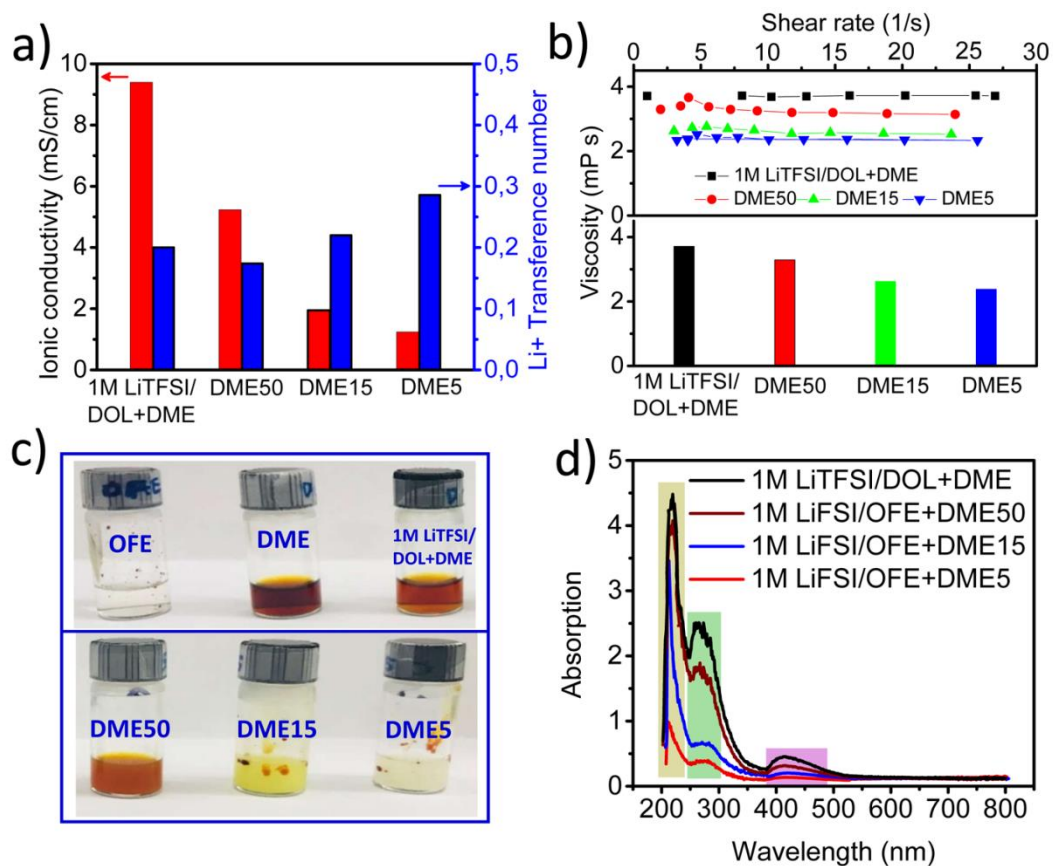 a)
Ionic conductivity (mS/cm)
10
8
6
4
2
0
0,5
0,4
0,3
0,2
0,1
0,0
Li+ Transference number
1M LiTFSI/
DOL+DME
DME50
DME15
DME5
b)
Shear rate (1/s)
0 5 10 15 20 25 30
Viscosity (mP s)
4
2
0
1M LiTFSI/DOL+DME
DME50 DME15 DME5
4
2
0
1M LiTFSI/
DOL+DME
DME50
DME15
DME5
c)
OFE
DME
1M LiTFSI/
DOL+DME
DME50
DME15
DME5
d)
Absorption
5
4
3
2
1
0
1M LiTFSI/DOL+DME
1M LiFSI/OFE+DME50
1M LiFSI/OFE+DME15
1M LiFSI/OFE+DME5
200 300 400 500 600 700 800
Wavelength (nm)